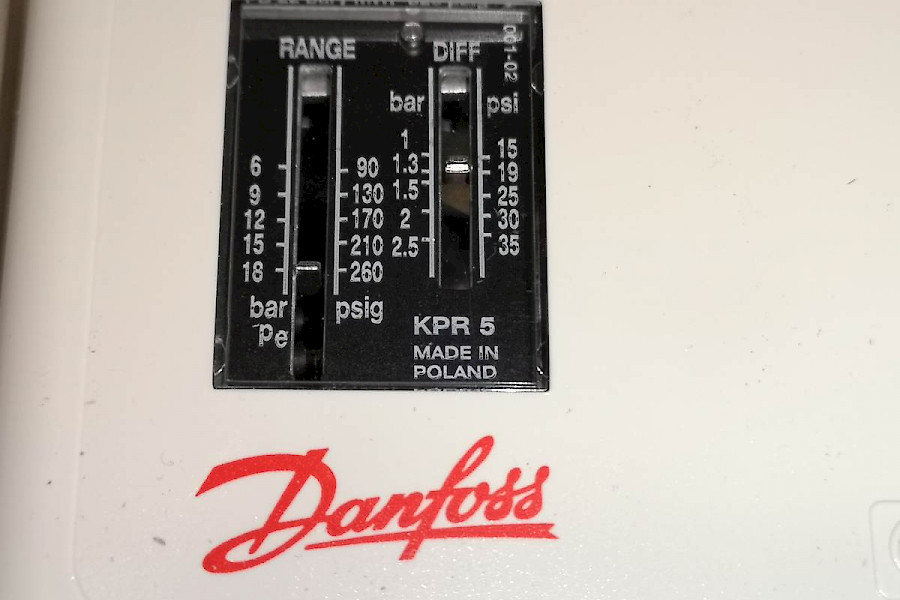 RANGE
6 90
9 130
12 170
15 210
18 260
bar psig
pe
DIFF
bar psi
1 15
1.3 19
1.5 25
2 30
2.5 35
001-02
KPR 5
MADE IN
POLAND
Danfoss